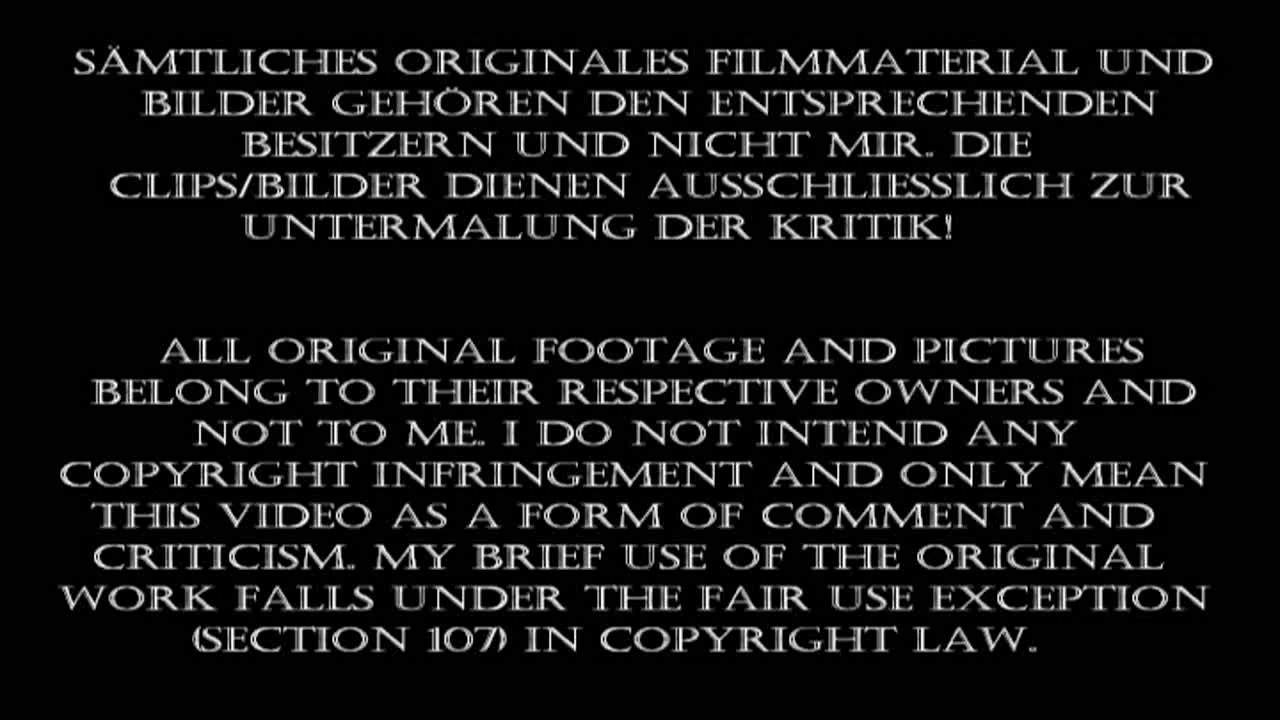 SÄMTLICHES ORIGINALES FILMMATERIAL UND
BILDER GEHÖREN DEN ENTSPRECHENDEN
BESITZERN UND NICHT MIR. DIE
CLIPS/BILDER DIENEN AUSSCHLIESSLICH ZUR
UNTERMALUNG DER KRITIK!
ALL ORIGINAL FOOTAGE AND PICTURES
BELONG TO THEIR RESPECTIVE OWNERS AND
NOT TO ME. I DO NOT INTEND ANY
COPYRIGHT INFRINGEMENT AND ONLY MEAN
THIS VIDEO AS A FORM OF COMMENT AND
CRITICISM. MY BRIEF USE OF THE ORIGINAL
WORK FALLS UNDER THE FAIR USE EXCEPTION
(SECTION 107) IN COPYRIGHT LAW.